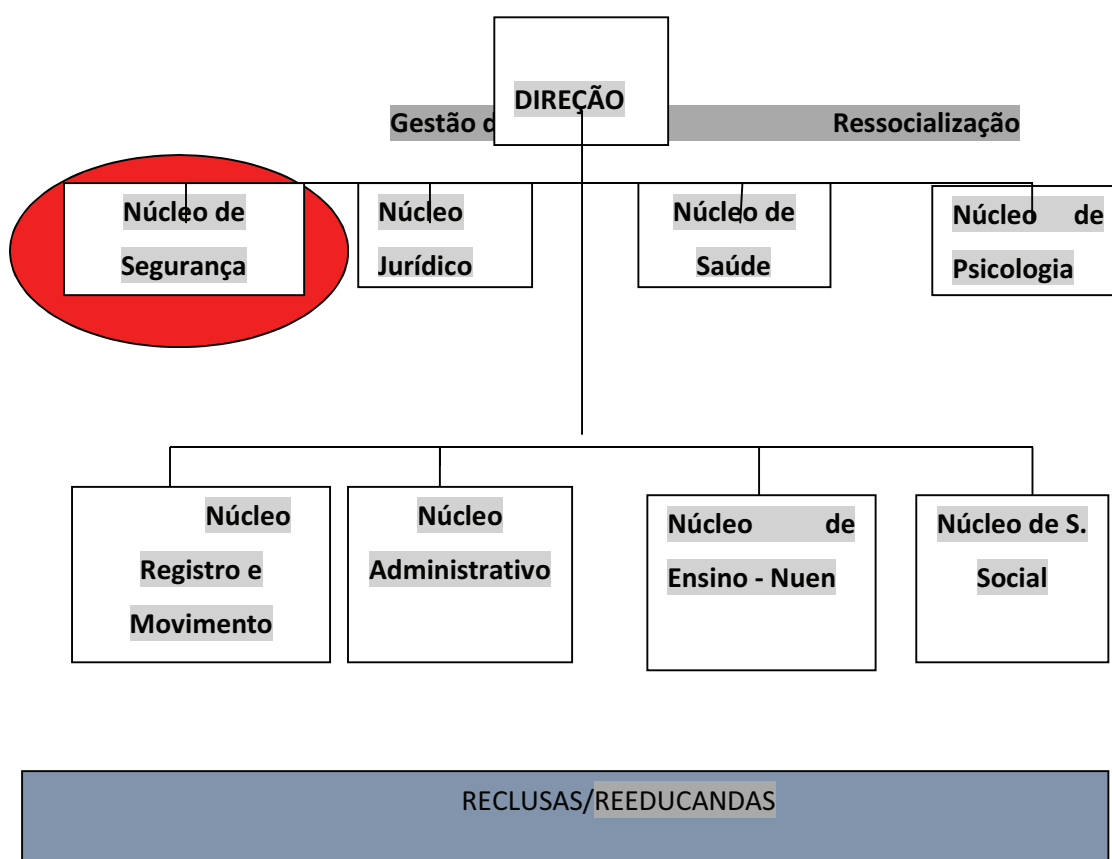 DIREÇÃO
Gestão d Ressocialização
Núcleo de
Segurança
Núcleo
Jurídico
Núcleo de
Saúde
Núcleo de
Psicologia
Núcleo
Registro e
Movimento
Núcleo
Administrativo
Núcleo de
Ensino - Nuen
Núcleo de S.
Social
RECLUSAS/REEDUCANDAS